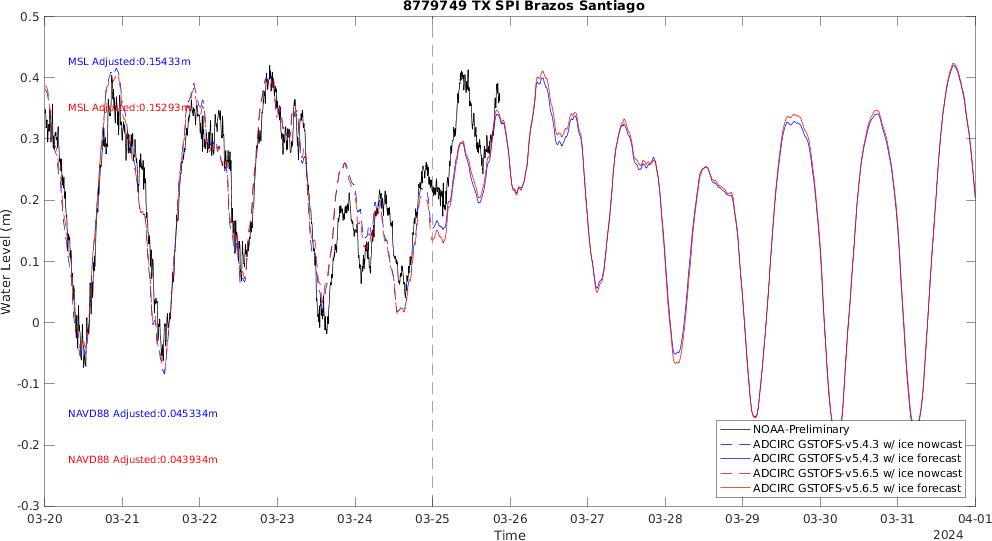 8779749 TX SPI Brazos Santiago
0.5
0.4
0.3
0.2
0.1
0
-0.1
-0.2
-0.3
Water Level (m)
MSL Adjusted:0.15433m
MSL Adjusted:0.15293m
NAVD88 Adjusted:0.045334m
NAVD88 Adjusted:0.043934m
NOAA-Preliminary
ADCIRC GSTOFS-v5.4.3 w/ ice nowcast
ADCIRC GSTOFS-v5.4.3 w/ ice forecast
ADCIRC GSTOFS-v5.6.5 w/ ice nowcast
ADCIRC GSTOFS-v5.6.5 w/ ice forecast
03-20 03-21 03-22 03-23 03-24 03-25 03-26 03-27 03-28 03-29 03-30 03-31 04-01
Time
2024